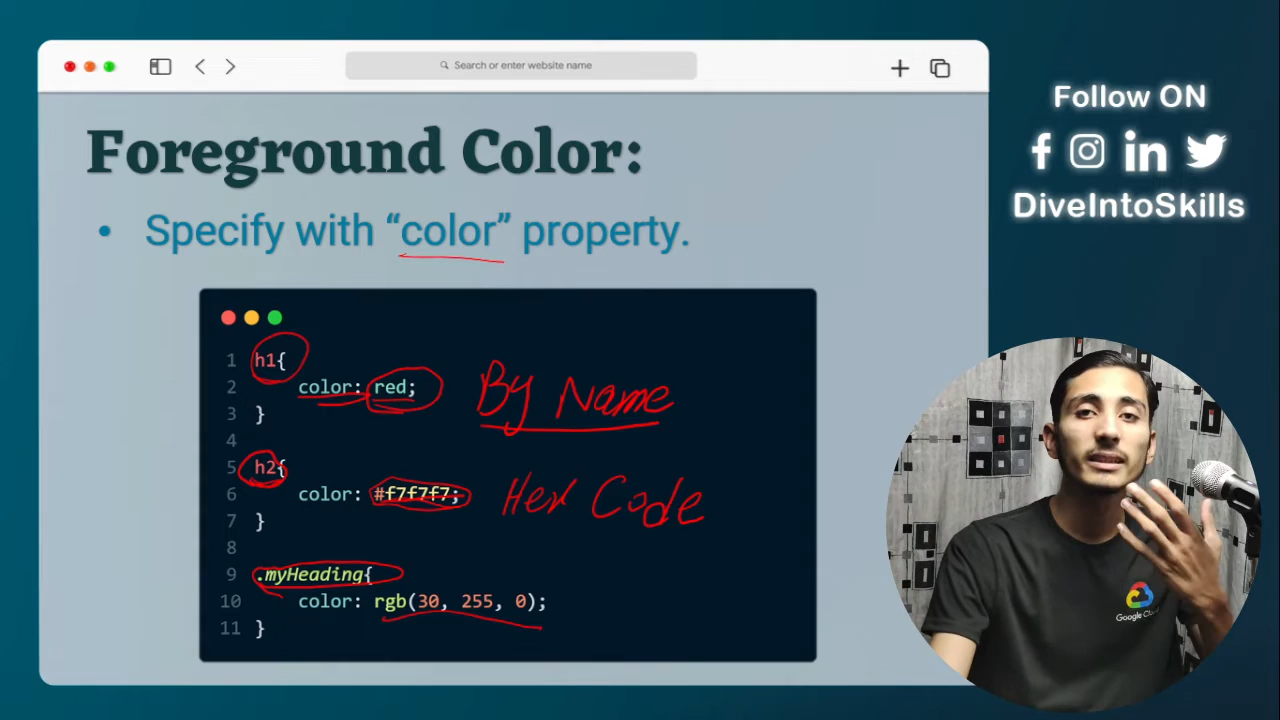 Search or enter website name
Follow ON
DiveIntoSkills
Foreground Color:
• Specify with “color” property.
1 h1{
2 color: red;
3 }
4
5 h2{
6 color: #f7f7f7;
7 }
8
9 .myHeading{
10 color: rgb(30, 255, 0);
11 }
By Name
Hex Code
Google Clo